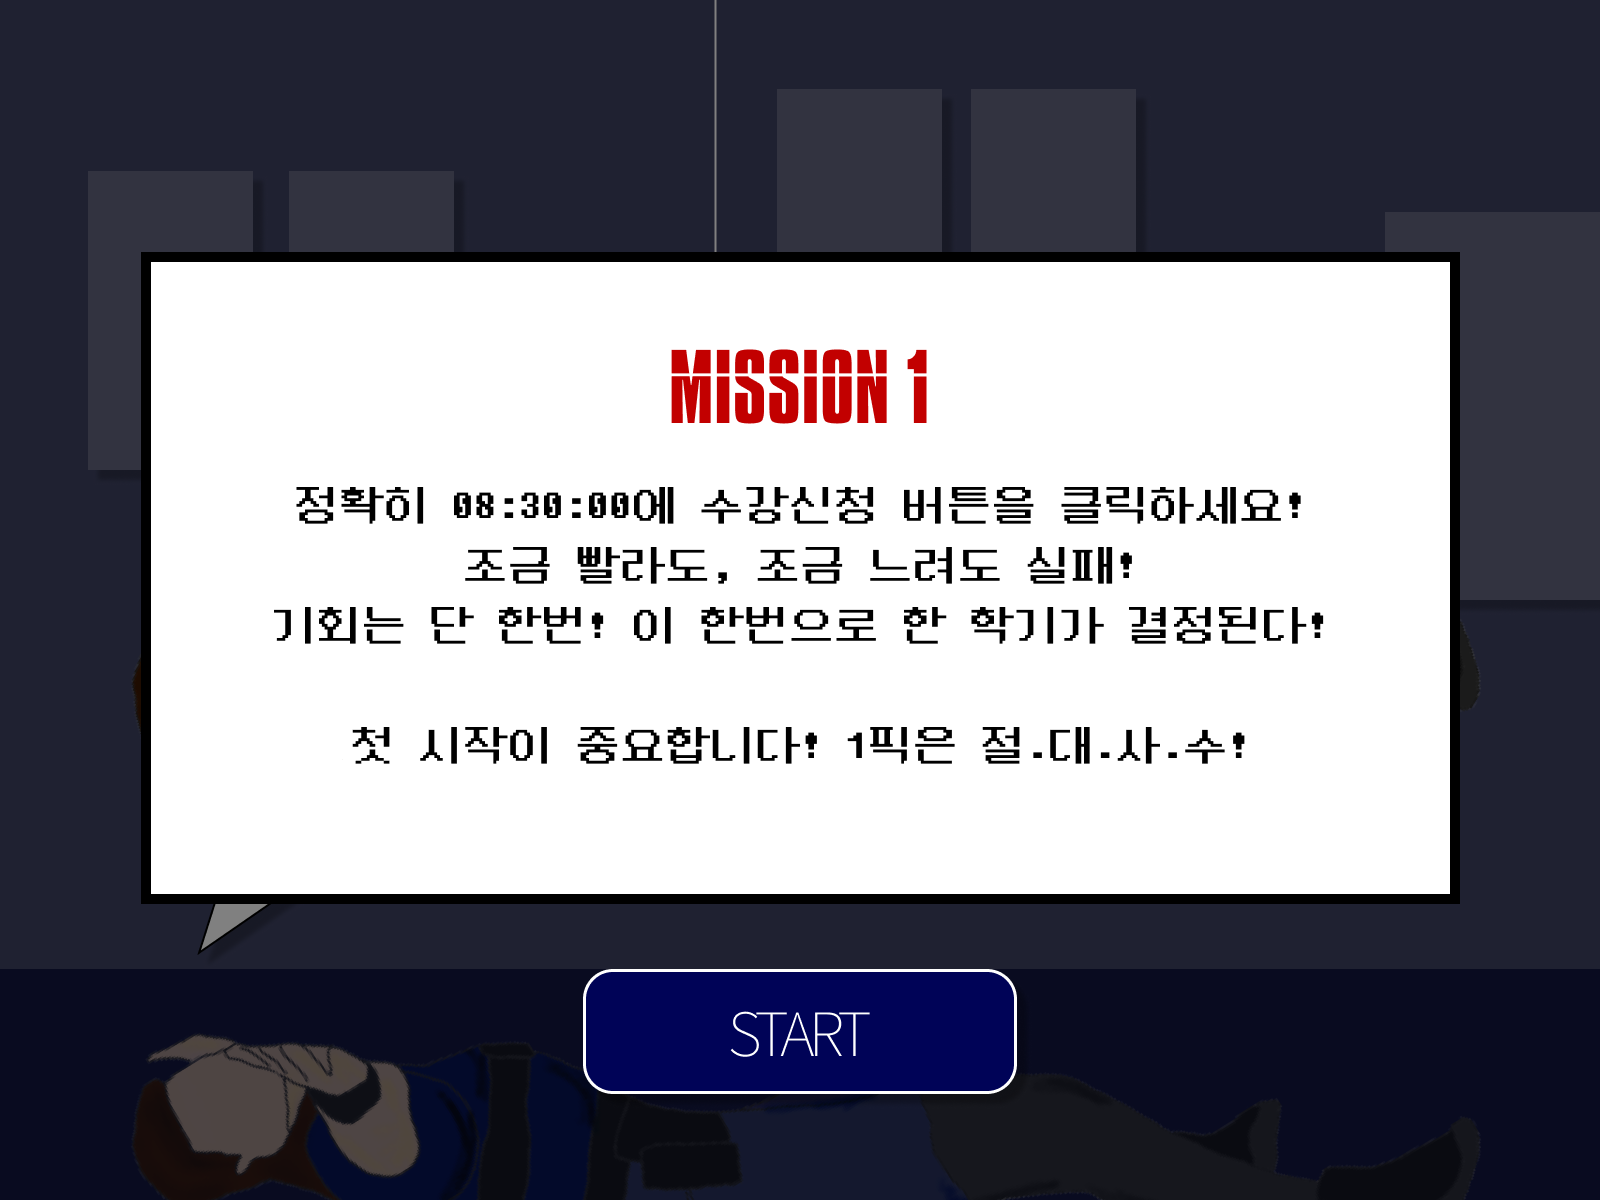 MISSION 1
정확히 08:30:00에 수강신청 버튼을 클릭하세요!
조금 빨라도, 조금 느려도 실패!
기회는 단 한번! 이 한번으로 한 학기가 결정된다!
첫 시작이 중요합니다! 1픽은 절.대.사.수!
START